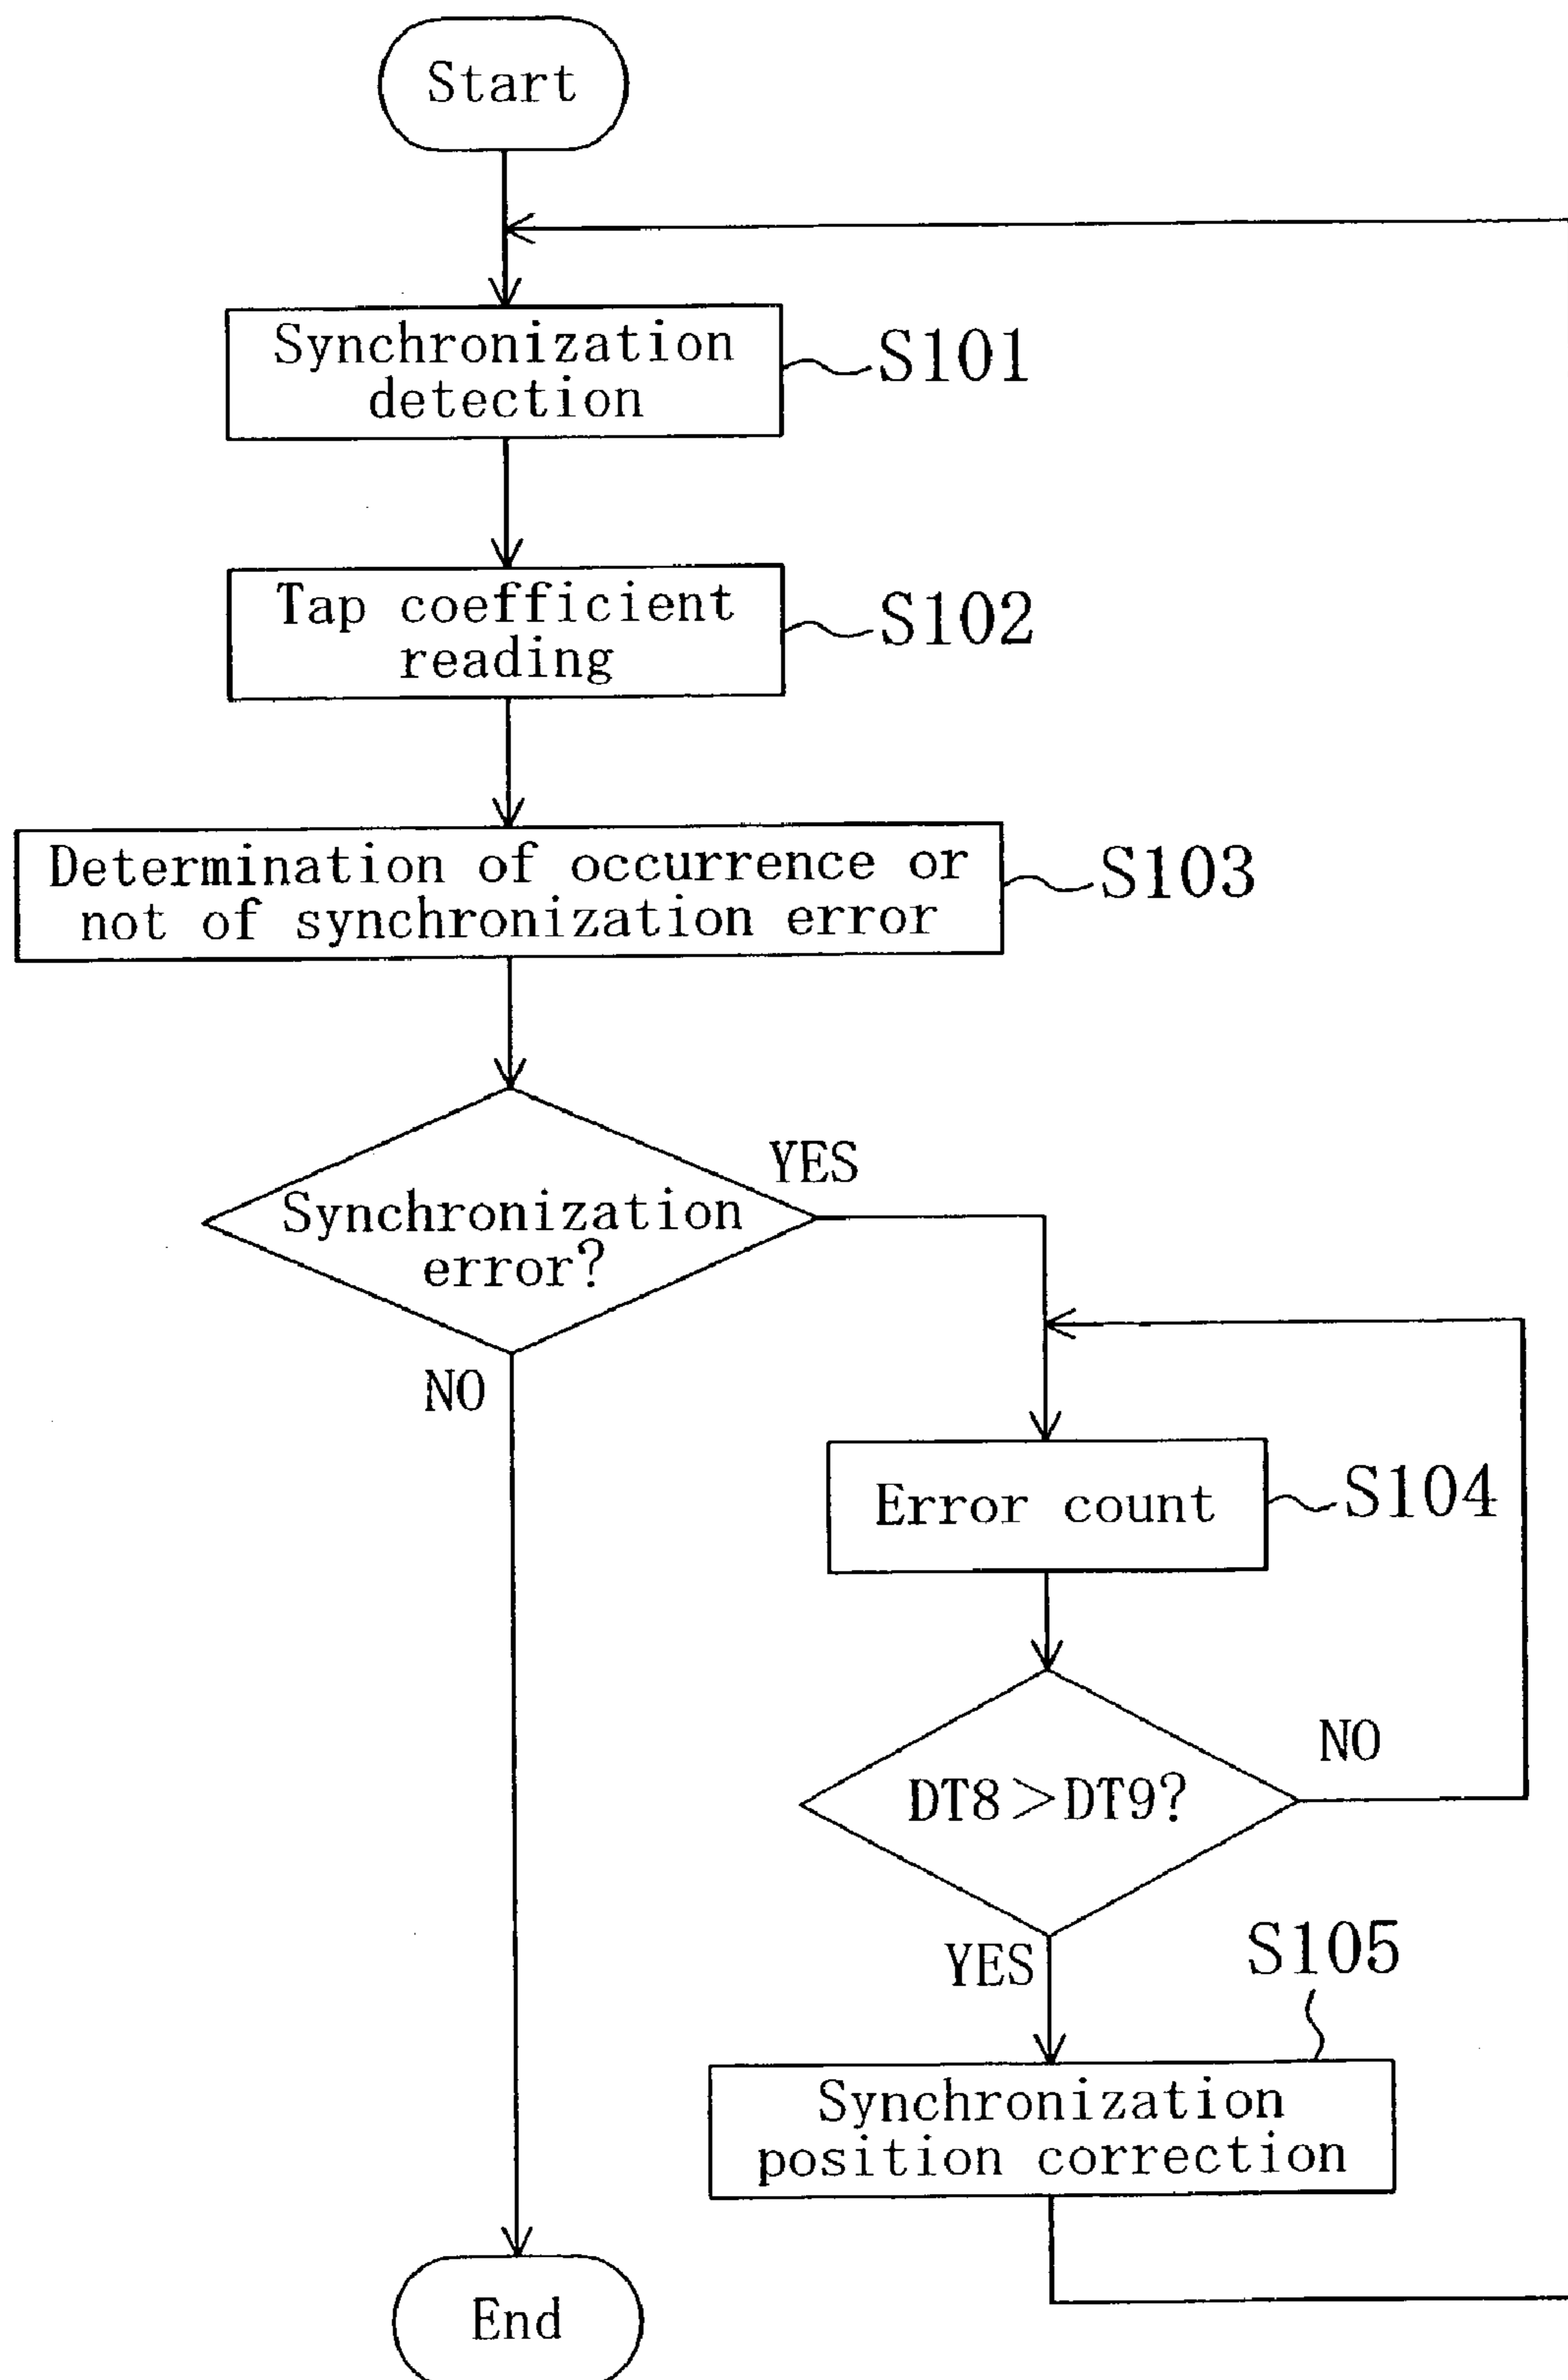 Start
Synchronization
detection
S101
Tap coefficient
reading
S102
Determination of occurrence or
not of synchronization error
S103
YES
Synchronization
error?
NO
Error count
S104
NO
DT8>DT9?
YES
S105
Synchronization
position correction
End